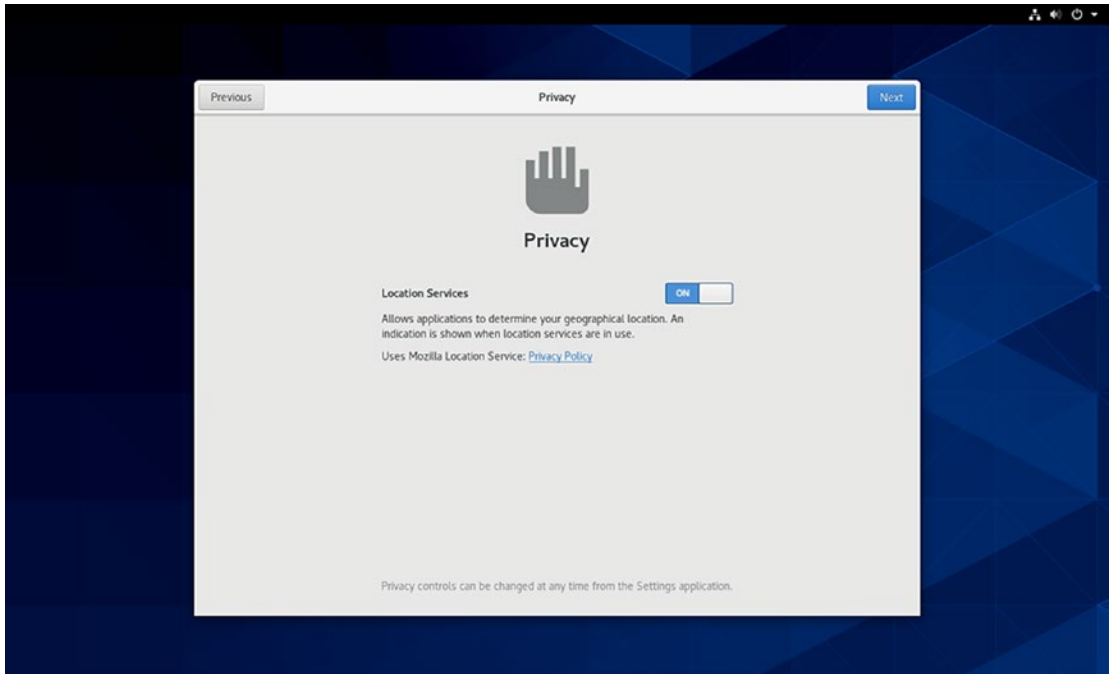 Previous
Privacy
Next
Privacy
Location Services
ON
Allows applications to determine your geographical location. An
indication is shown when location services are in use.
Uses Mozilla Location Service: Privacy Policy
Privacy controls can be changed at any time from the Settings application.